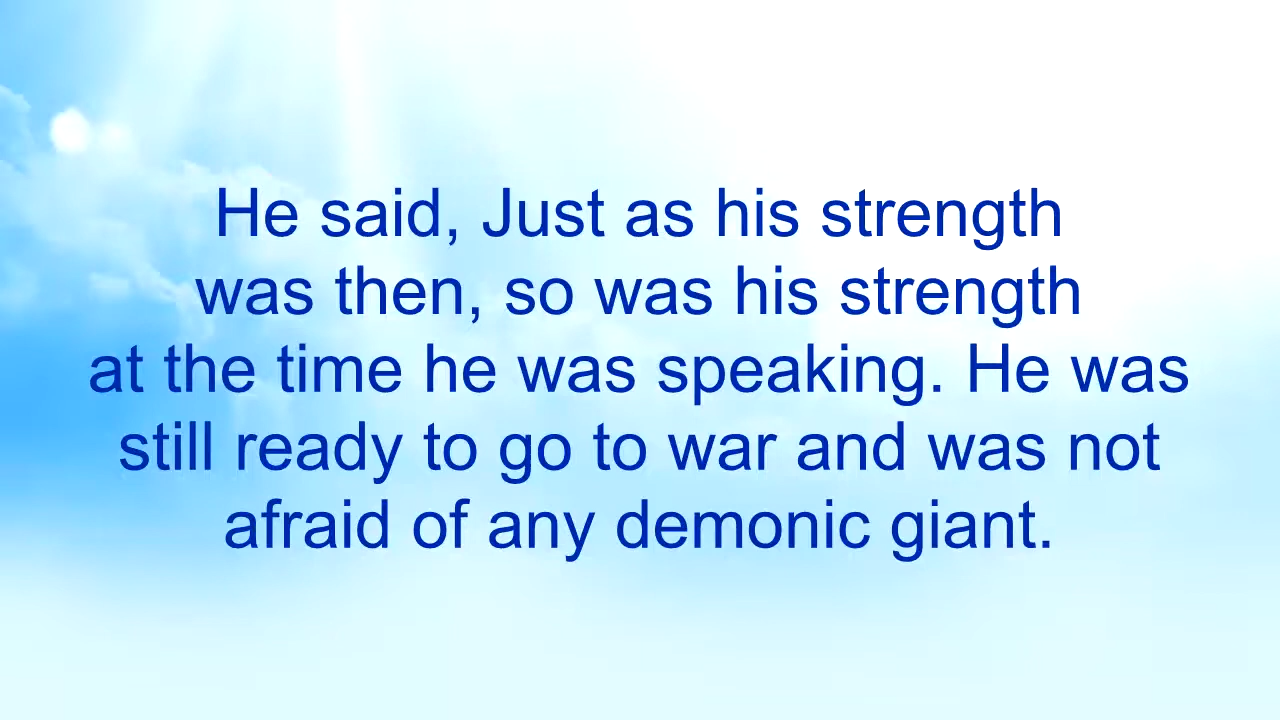 He said, Just as his strength
was then, so was his strength
at the time he was speaking. He was
still ready to go to war and was not
afraid of any demonic giant.